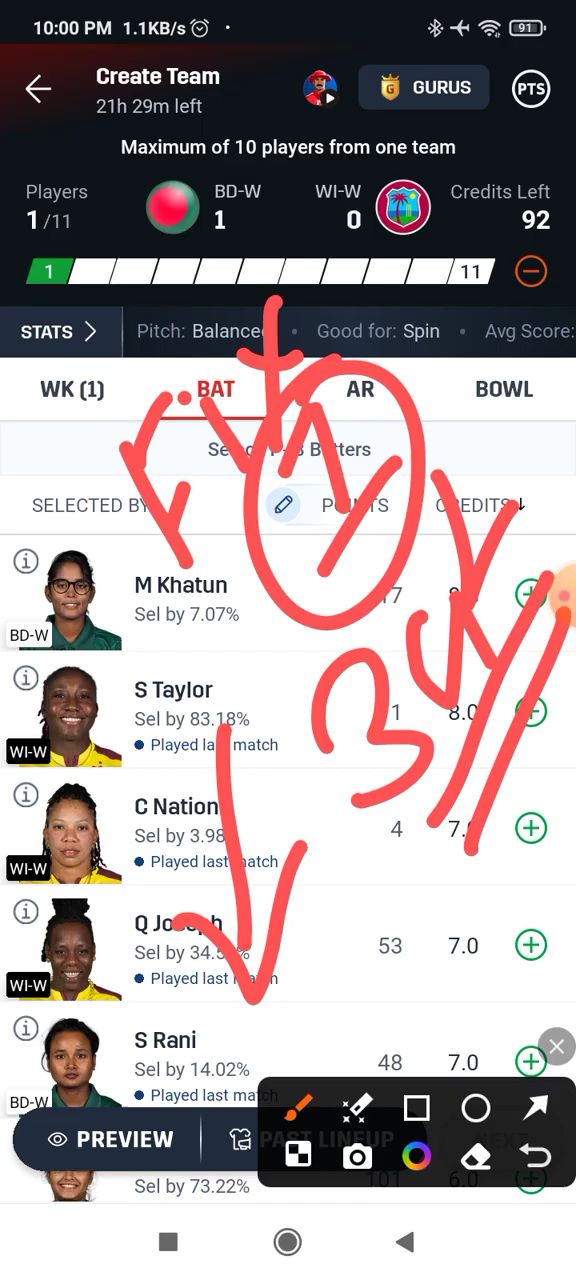 10:00 PM 1.1KB/s
91
Create Team
21h 29m left
G GURUS
PTS
Maximum of 10 players from one team
Players
1 /11
BD-W
1
WI-W
0
Credits Left
92
1
11
STATS
Pitch: Balanced • Good for: Spin • Avg Score:
WK (1)
BAT
AR
BOWL
SELECTED BY
POINTS
CREDITS
M Khatun
Sel by 7.07%
BD-W
S Taylor
Sel by 83.18%
Played last match
8.0
WI-W
C Nation
Sel by 3.98
Played last match
4
WI-W
Q Joseph
Sel by 34.5
Played last match
53
7.0
WI-W
S Rani
Sel by 14.02%
Played last match
48
7.0
BD-W
PREVIEW
PAST LINEUP
NEXT
Sel by 73.22%
101
6.0